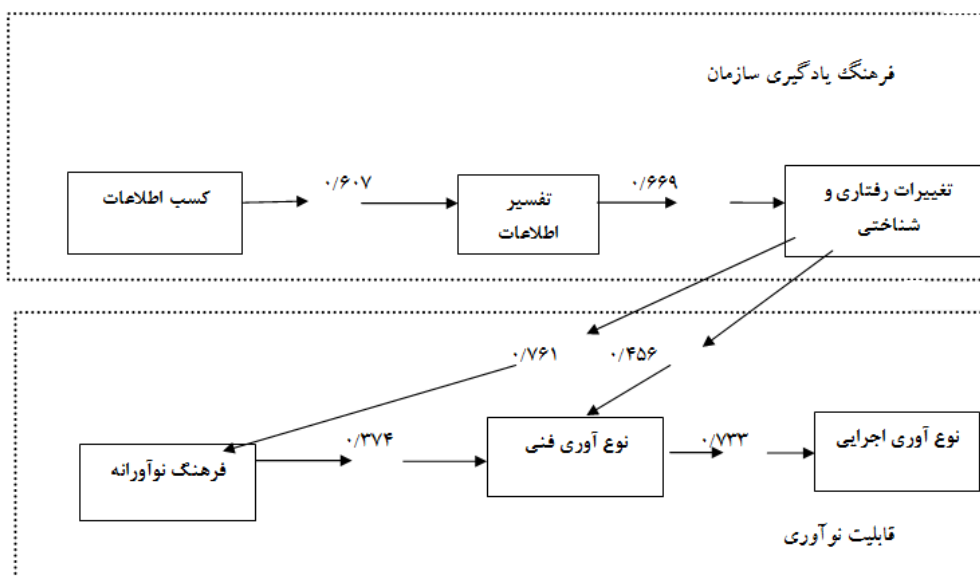 فرهنگ یادگیری سازمان
کسب اطلاعات
۰/۶۰۷
تفسیر
اطلاعات
۰/۶۶۹
تغییرات رفتاری و
شناختی
۰/۷۶۱
۰/۴۵۶
فرهنگ نوآورانه
۰/۳۷۴
نوع آوری فنی
۰/۷۳۳
نوع آوری اجرایی
قابلیت نوآوری